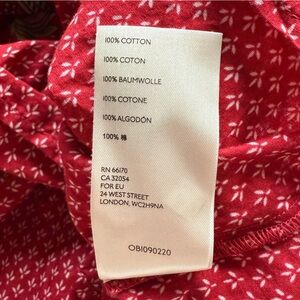 100% COTTON
100% COTON
100% BAUMWOLLE
100% COTONE
100% ALGODÓN
100% 棉
RN 66170
CA 32054
FOR EU
24 WEST STREET
LONDON, WC2H9NA
OB1090220